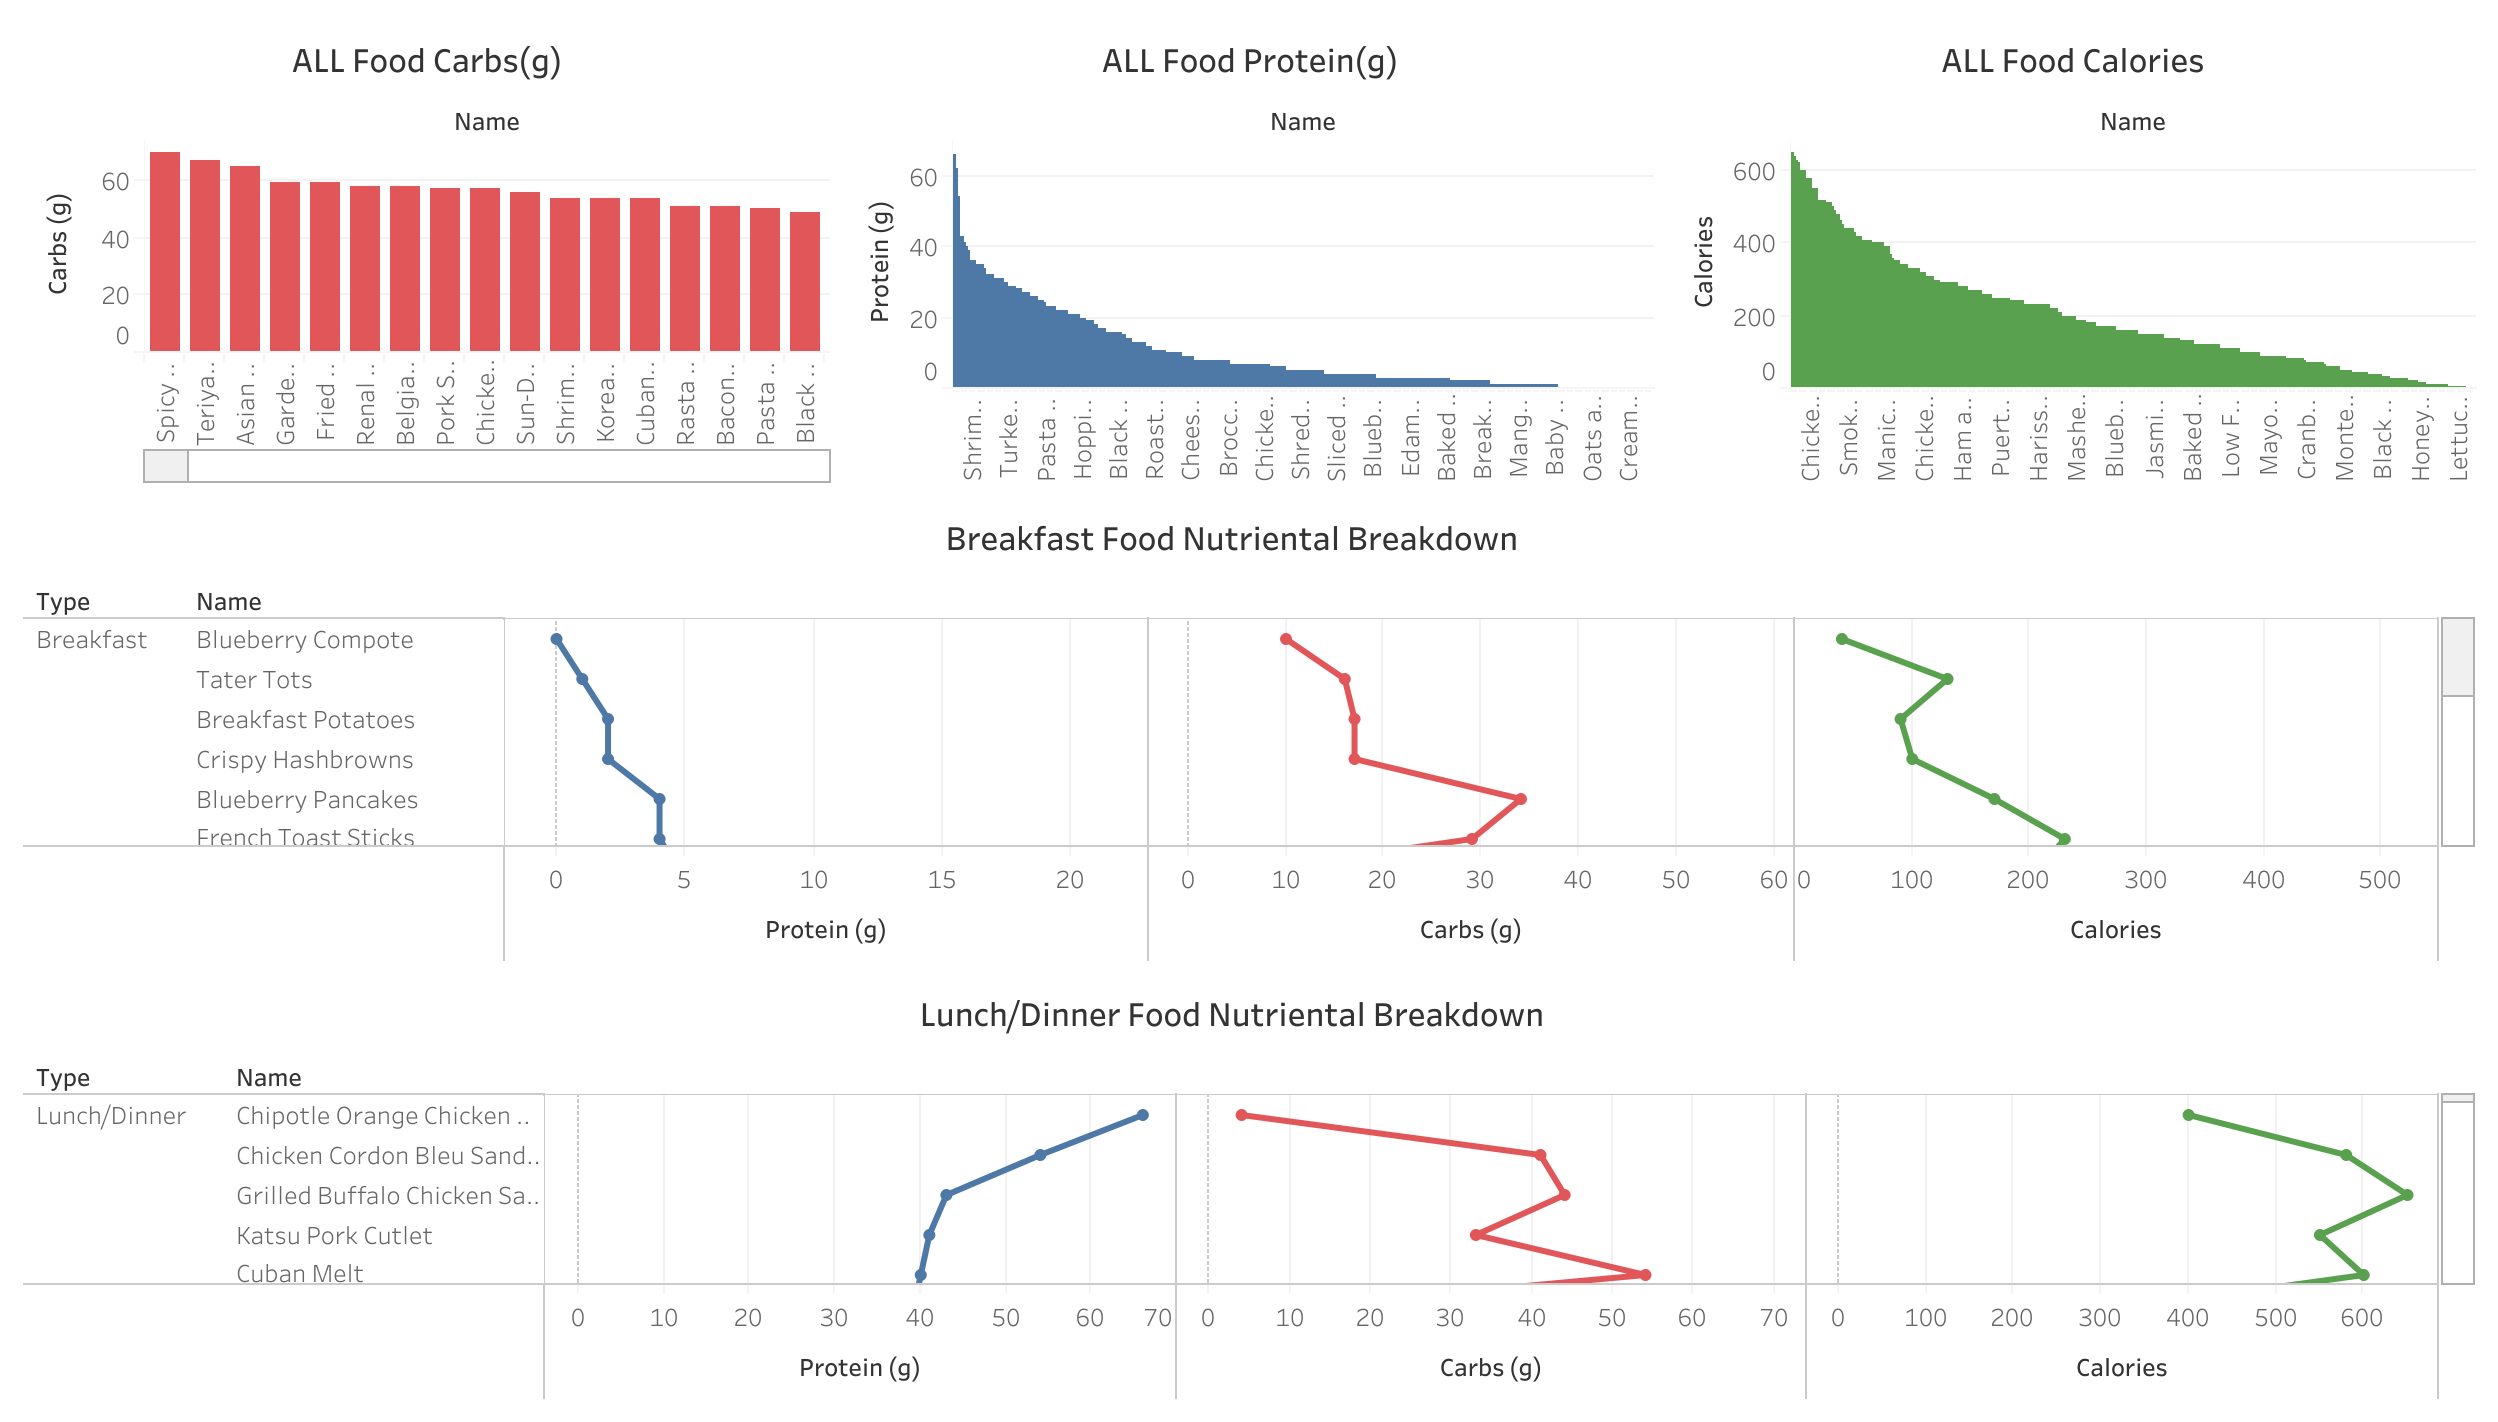 ALL Food Carbs(g)
ALL Food Protein(g)
ALL Food Calories
Name
Carbs (g)
60
40
20
0
Spicy ..
Teriya..
Asian ..
Garde..
Fried ..
Renal ..
Belgia..
Pork S..
Chicke..
Sun-D..
Shrim..
Korea..
Cuban..
Rasta ..
Bacon..
Pasta ..
Black ..
Name
Protein (g)
60
40
20
0
Shrim..
Turke..
Pasta ..
Hoppi..
Black ..
Roast..
Chees..
Brocc..
Chicke..
Shred..
Sliced ..
Blueb..
Edam..
Baked ..
Break..
Mang..
Baby ..
Oats a..
Cream..
Name
Calories
600
400
200
0
Chicke..
Smok..
Manic..
Chicke..
Ham a..
Puert..
Hariss..
Mashe..
Blueb..
Jasmi..
Baked ..
Low F..
Mayo..
Cranb..
Monte..
Black ..
Honey..
Lettuc..
Breakfast Food Nutriental Breakdown
Type Name
Breakfast Blueberry Compote
Tater Tots
Breakfast Potatoes
Crispy Hashbrowns
Blueberry Pancakes
French Toast Sticks
0 5 10 15 20
0 10 20 30 40 50 60
0 100 200 300 400 500
Protein (g)
Carbs (g)
Calories
Lunch/Dinner Food Nutriental Breakdown
Type Name
Lunch/Dinner Chipotle Orange Chicken ..
Chicken Cordon Bleu Sand..
Grilled Buffalo Chicken Sa..
Katsu Pork Cutlet
Cuban Melt
0 10 20 30 40 50 60 70
0 10 20 30 40 50 60 70
0 100 200 300 400 500 600
Protein (g)
Carbs (g)
Calories